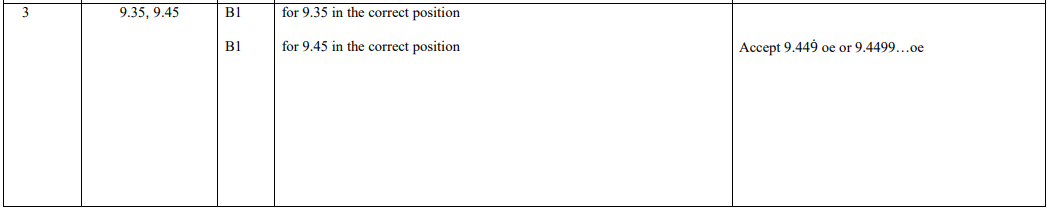 3 9.35, 9.45 B1 for 9.35 in the correct position
B1 for 9.45 in the correct position Accept 9.449̇ oe or 9.4499…oe